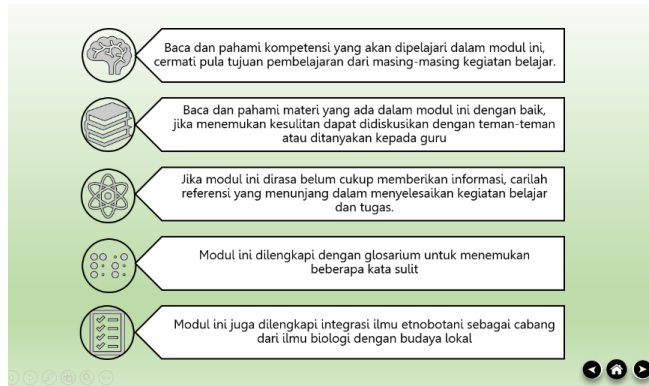 Baca dan pahami kompetensi yang akan dipelajari dalam modul ini,
cermati pula tujuan pembelajaran dari masing-masing kegiatan belajar.
Baca dan pahami materi yang ada dalam modul ini dengan baik,
jika menemukan kesulitan dapat didiskusikan dengan teman-teman
atau ditanyakan kepada guru
Jika modul ini dirasa belum cukup memberikan informasi, carilah
referensi yang menunjang dalam menyelesaikan kegiatan belajar
dan tugas.
Modul ini dilengkapi dengan glosarium untuk menemukan
beberapa kata sulit
Modul ini juga dilengkapi integrasi ilmu etnobotani sebagai cabang
dari ilmu biologi dengan budaya lokal